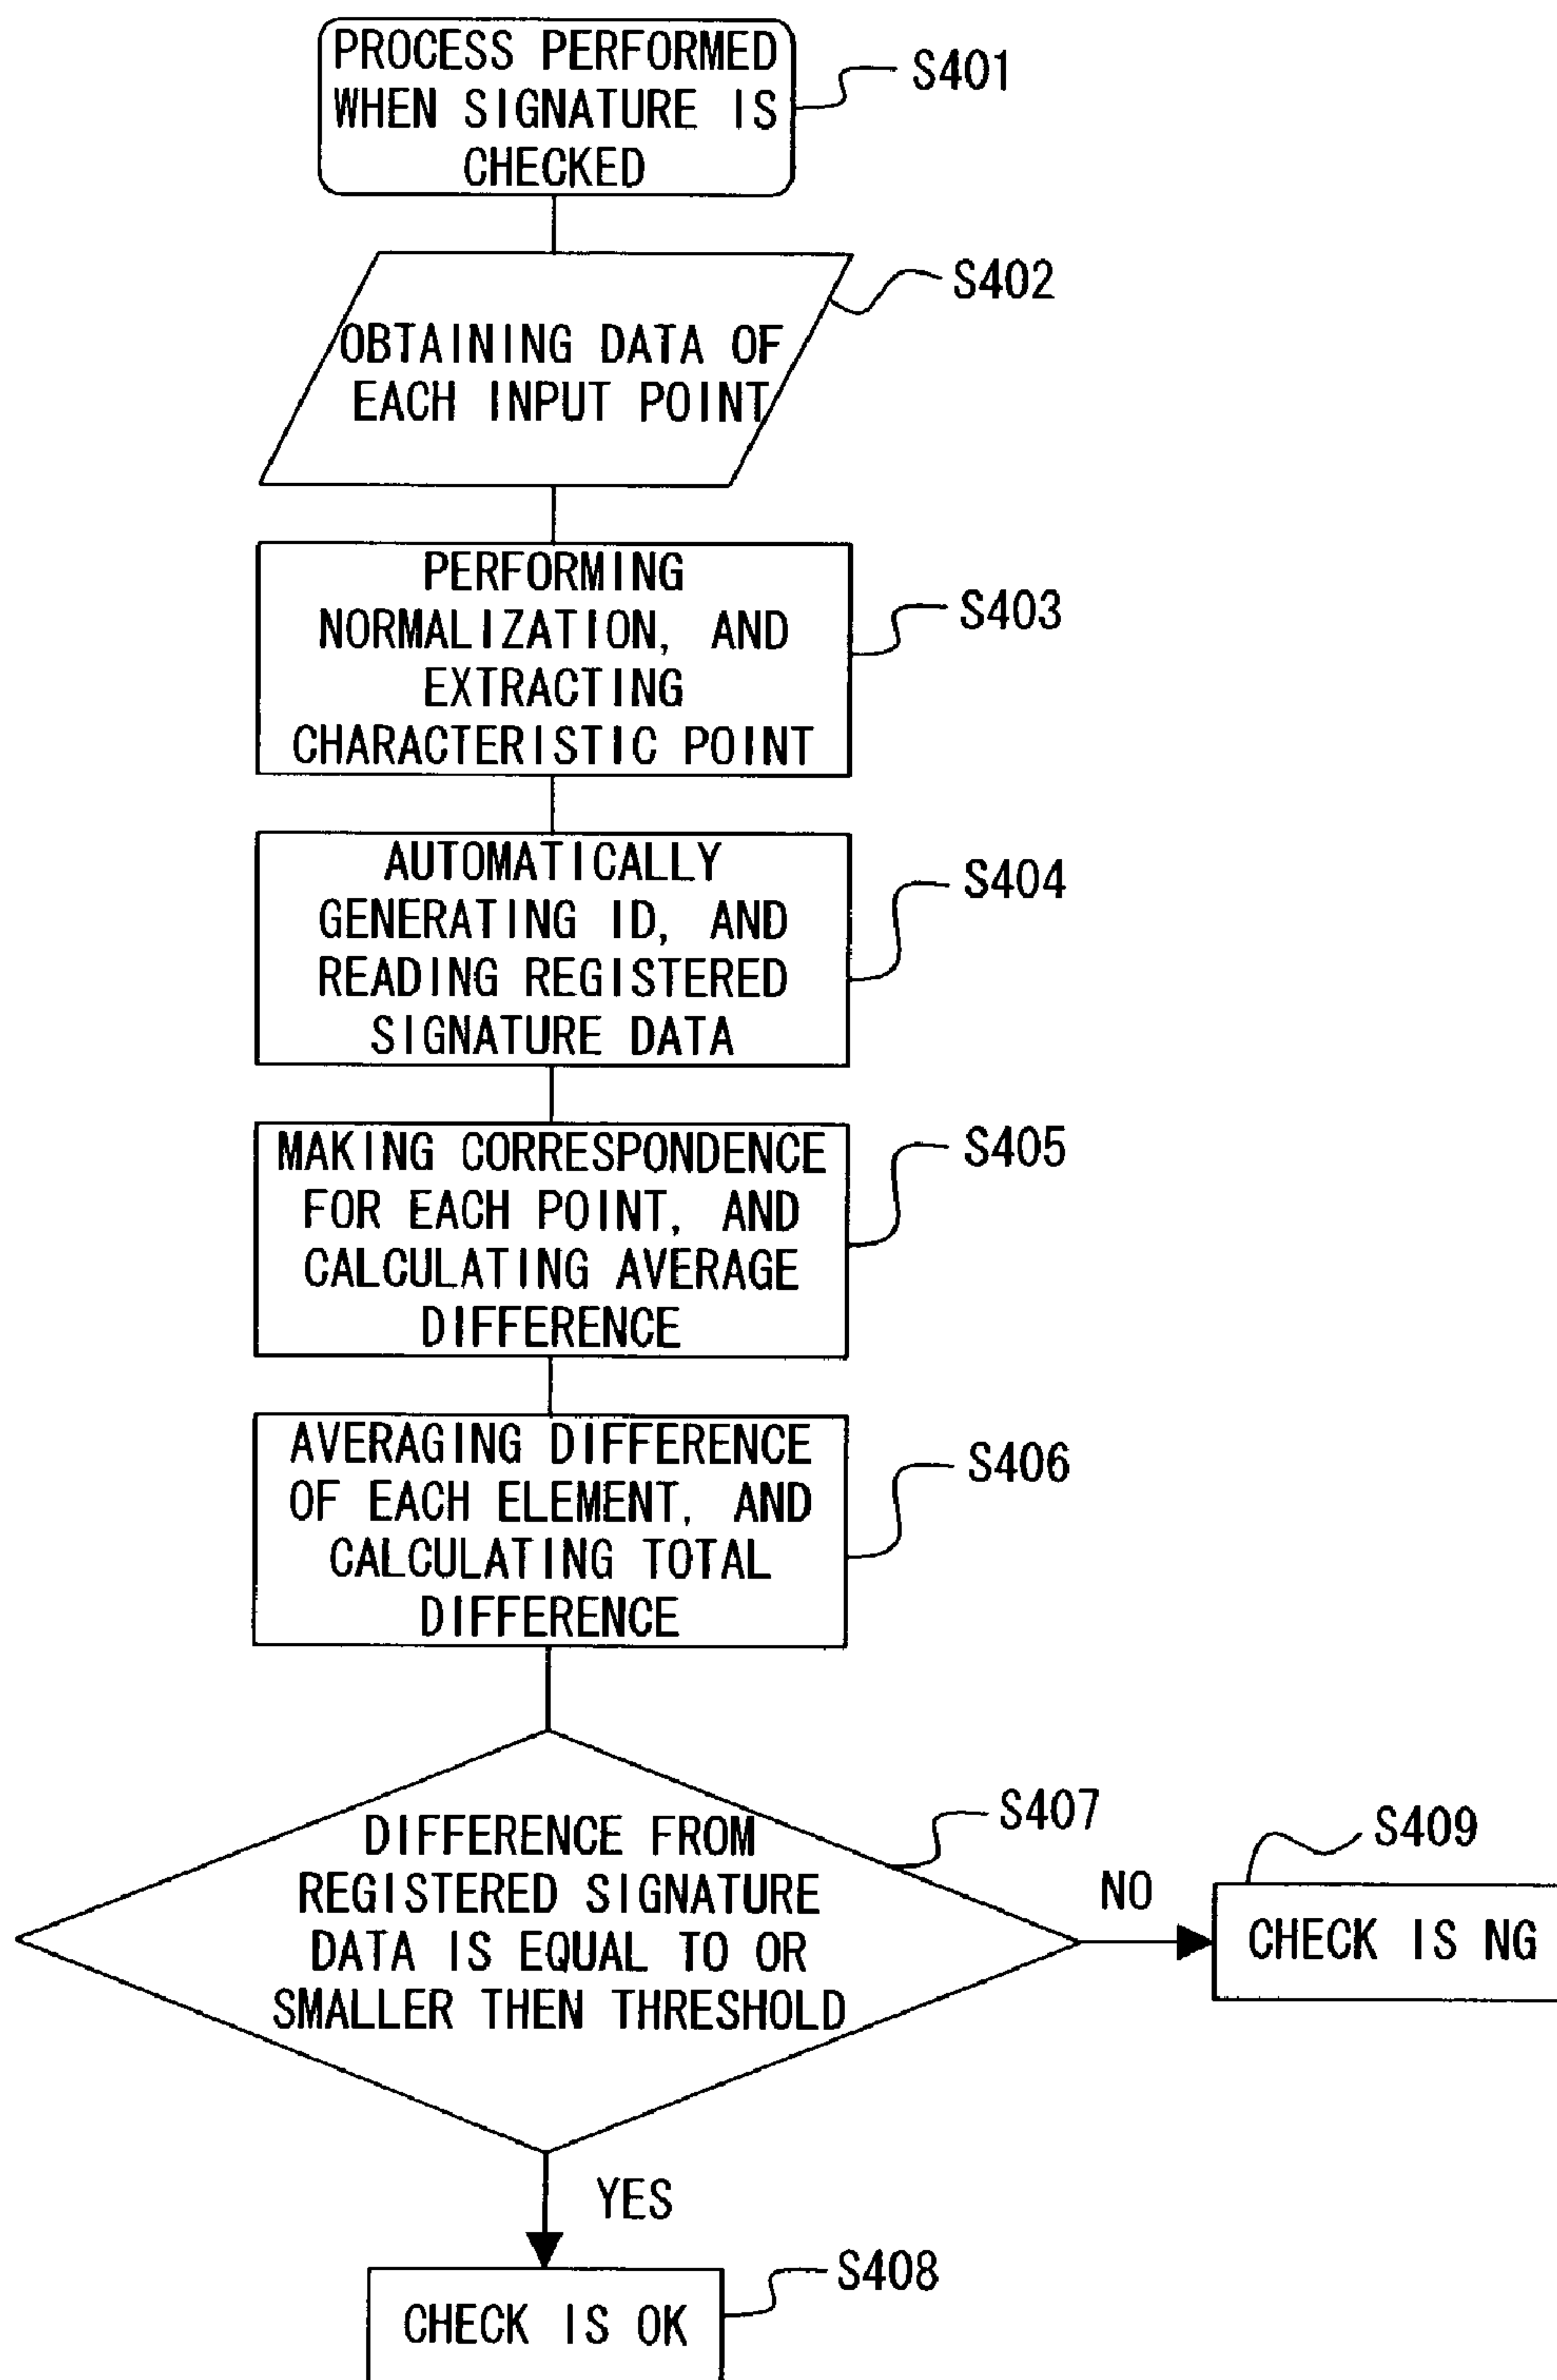 PROCESS PERFORMED
WHEN SIGNATURE IS
CHECKED
S401
OBTAINING DATA OF
EACH INPUT POINT
S402
PERFORMING
NORMALIZATION, AND
EXTRACTING
CHARACTERISTIC POINT
S403
AUTOMATICALLY
GENERATING ID, AND
READING REGISTERED
SIGNATURE DATA
S404
MAKING CORRESPONDENCE
FOR EACH POINT, AND
CALCULATING AVERAGE
DIFFERENCE
S405
AVERAGING DIFFERENCE
OF EACH ELEMENT, AND
CALCULATING TOTAL
DIFFERENCE
S406
DIFFERENCE FROM
REGISTERED SIGNATURE
DATA IS EQUAL TO OR
SMALLER THEN THRESHOLD
S407
NO
S409
CHECK IS NG
YES
S408
CHECK IS OK